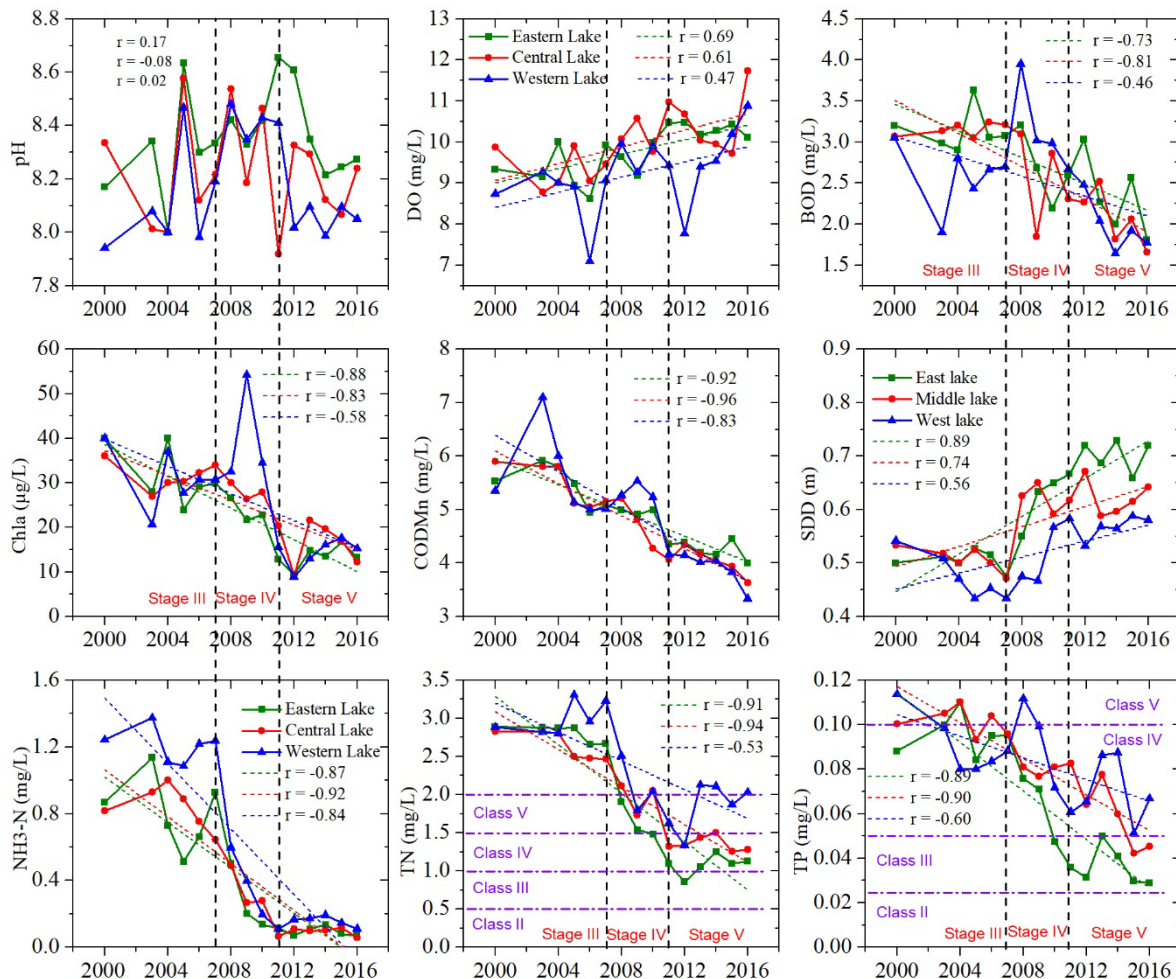 pH
8.8
8.6
8.4
8.2
8.0
7.8
r = 0.17
r = -0.08
r = 0.02
2000 2004 2008 2012 2016
DO (mg/L)
13
12
11
10
9
8
7
6
Eastern Lake
Central Lake
Western Lake
r = 0.69
r = 0.61
r = 0.47
2000 2004 2008 2012 2016
BOD (mg/L)
4.5
4.0
3.5
3.0
2.5
2.0
1.5
r = -0.73
r = -0.81
r = -0.46
Stage III Stage IV Stage V
2000 2004 2008 2012 2016
Chla (μg/L)
60
50
40
30
20
10
0
r = -0.88
r = -0.83
r = -0.58
Stage III Stage IV Stage V
2000 2004 2008 2012 2016
CODMn (mg/L)
8
7
6
5
4
3
r = -0.92
r = -0.96
r = -0.83
2000 2004 2008 2012 2016
SDD (m)
0.9
0.8
0.7
0.6
0.5
0.4
East lake
Middle lake
West lake
r = 0.89
r = 0.74
r = 0.56
2000 2004 2008 2012 2016
NH3-N (mg/L)
1.6
1.2
0.8
0.4
0.0
Eastern Lake
Central Lake
Western Lake
r = -0.87
r = -0.92
r = -0.84
2000 2004 2008 2012 2016
TN (mg/L)
3.5
3.0
2.5
2.0
1.5
1.0
0.5
0.0
r = -0.91
r = -0.94
r = -0.53
Class V
Class IV
Class III
Class II
Stage III Stage IV Stage V
2000 2004 2008 2012 2016
TP (mg/L)
0.12
0.10
0.08
0.06
0.04
0.02
0.00
Class V
Class IV
r = -0.89
r = -0.90
r = -0.60
Class III
Class II
Stage III Stage IV Stage V
2000 2004 2008 2012 2016